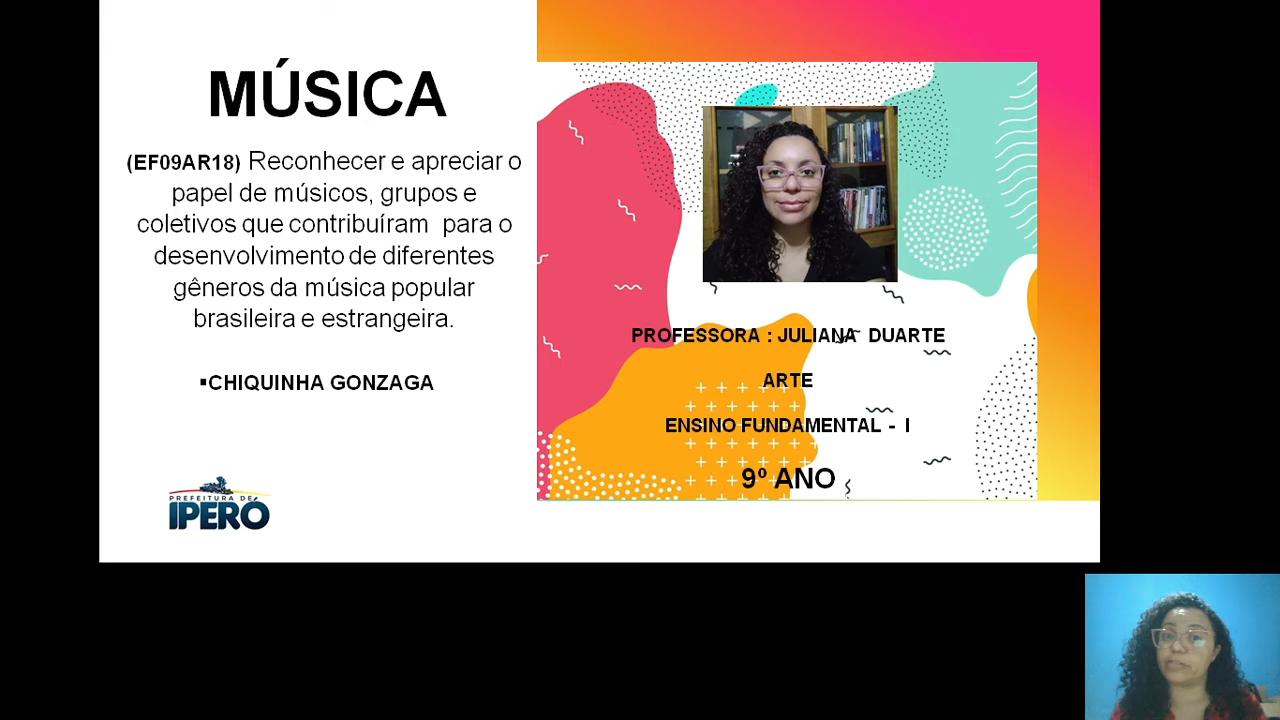 MÚSICA
(EF09AR18) Reconhecer e apreciar o
papel de músicos, grupos e
coletivos que contribuíram para o
desenvolvimento de diferentes
gêneros da música popular
brasileira e estrangeira.
▪CHIQUINHA GONZAGA
PREFEITURA DE
IPERÓ
PROFESSORA : JULIANA DUARTE
ARTE
ENSINO FUNDAMENTAL - I
9º ANO